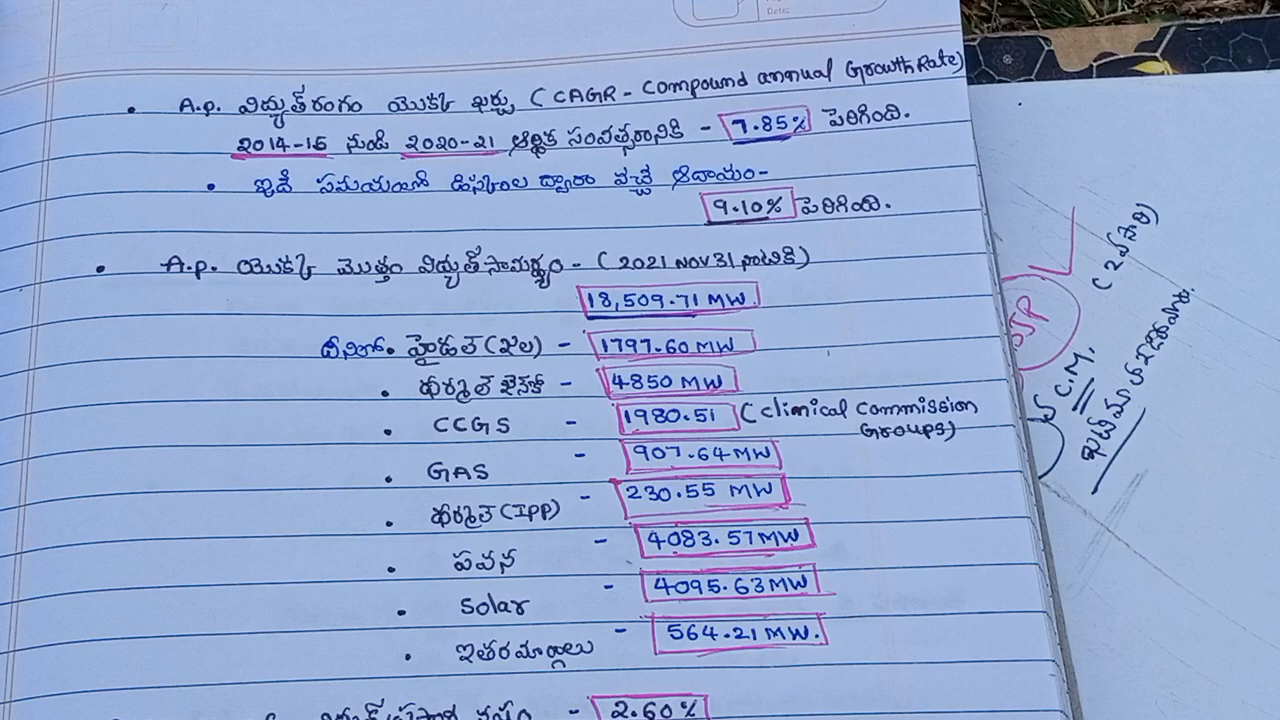 Date:
• A.p. విద్యుత్ రంగం యొక్క ఖర్చు (CAGR - Compound annual Growth Rate)
2014-15 నుండి 2020-21 ఆర్థిక సంవత్సరానికి - 7.85% పెరిగింది.
• ఇదే సమయంలో డిస్కంల ద్వారా వచ్చే ఆదాయం-
9.10% పెరిగింది.
• A.p. యొక్క మొత్తం విద్యుత్ సామర్థ్యం - (2021 NOV 31 నాటికి)
18,509.71 MW.
దీనిలో • హైడల్ (జల) - 1797.60 MW
• థర్మల్ జెన్‌కో - 4850 MW
• CCGS - 1980.51 (climical Commission
Groups)
• GAS - 907.64 MW
• థర్మల్ (IPP) - 230.55 MW
• పవన - 4083.57 MW
• Solar - 4095.63 MW
• ఇతర మార్గాలు - 564.21 MW.
- 2.60%
(2వ సారి)
C.M.